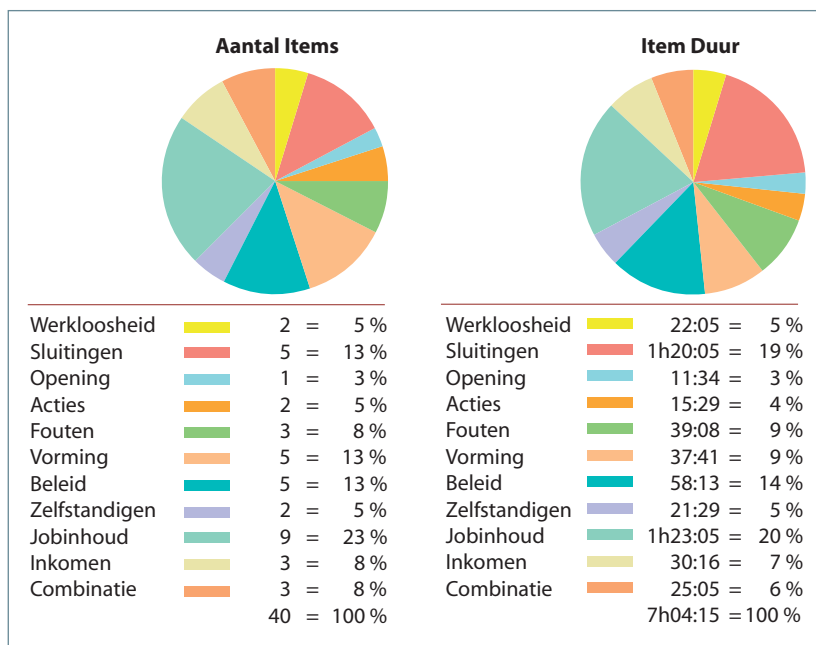 Aantal Items
Werkloosheid 2 = 5 %
Sluitingen 5 = 13 %
Opening 1 = 3 %
Acties 2 = 5 %
Fouten 3 = 8 %
Vorming 5 = 13 %
Beleid 5 = 13 %
Zelfstandigen 2 = 5 %
Jobinhoud 9 = 23 %
Inkomen 3 = 8 %
Combinatie 3 = 8 %
40 = 100 %
Item Duur
Werkloosheid 22:05 = 5 %
Sluitingen 1h20:05 = 19 %
Opening 11:34 = 3 %
Acties 15:29 = 4 %
Fouten 39:08 = 9 %
Vorming 37:41 = 9 %
Beleid 58:13 = 14 %
Zelfstandigen 21:29 = 5 %
Jobinhoud 1h23:05 = 20 %
Inkomen 30:16 = 7 %
Combinatie 25:05 = 6 %
7h04:15 = 100 %